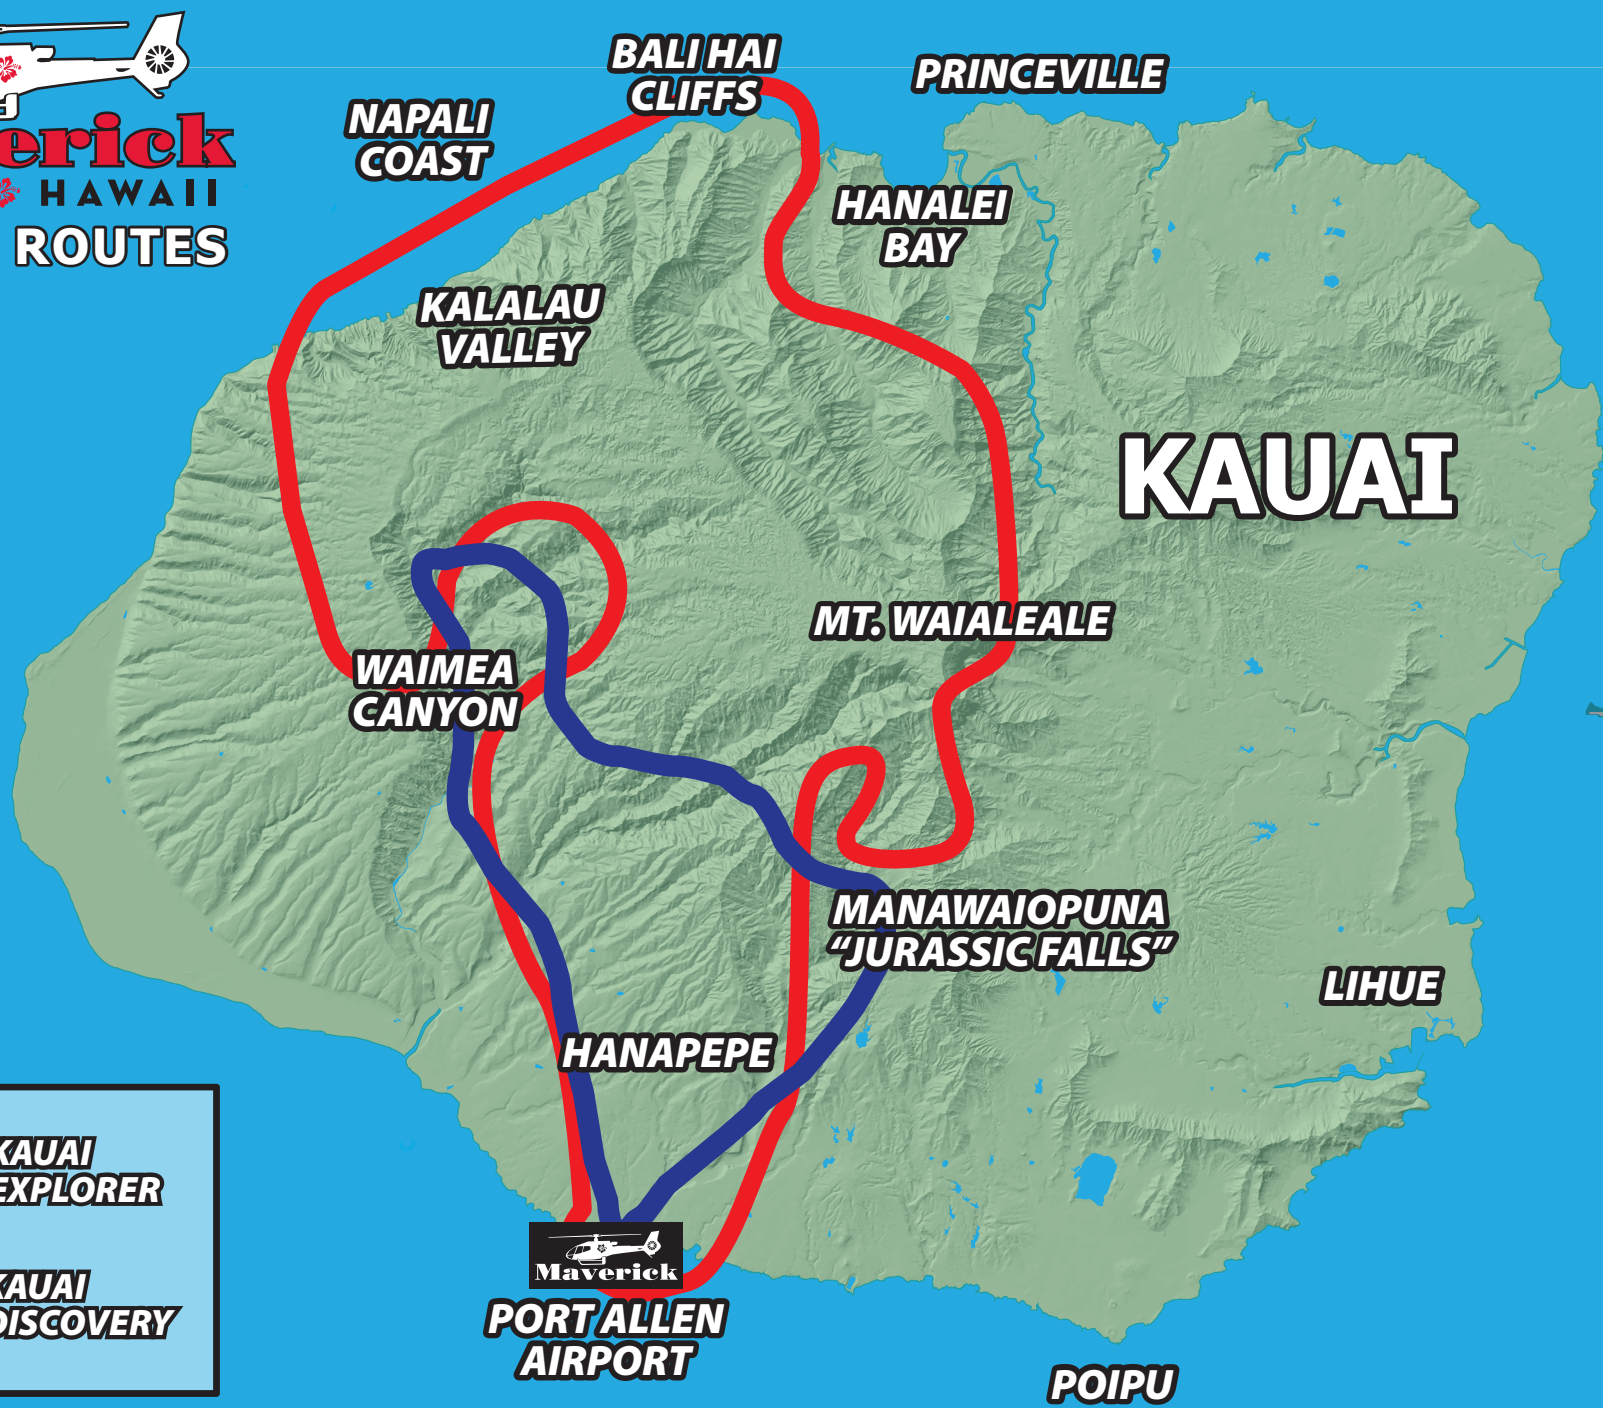 erick
HAWAII
ROUTES
BALI HAI
CLIFFS
PRINCEVILLE
NAPALI
COAST
HANALEI
BAY
KALALAU
VALLEY
KAUAI
MT. WAIALEALE
WAIMEA
CANYON
MANAWAIOPUNA
“JURASSIC FALLS”
LIHUE
HANAPEPE
KAUAI
EXPLORER
KAUAI
DISCOVERY
Maverick
PORT ALLEN
AIRPORT
POIPU